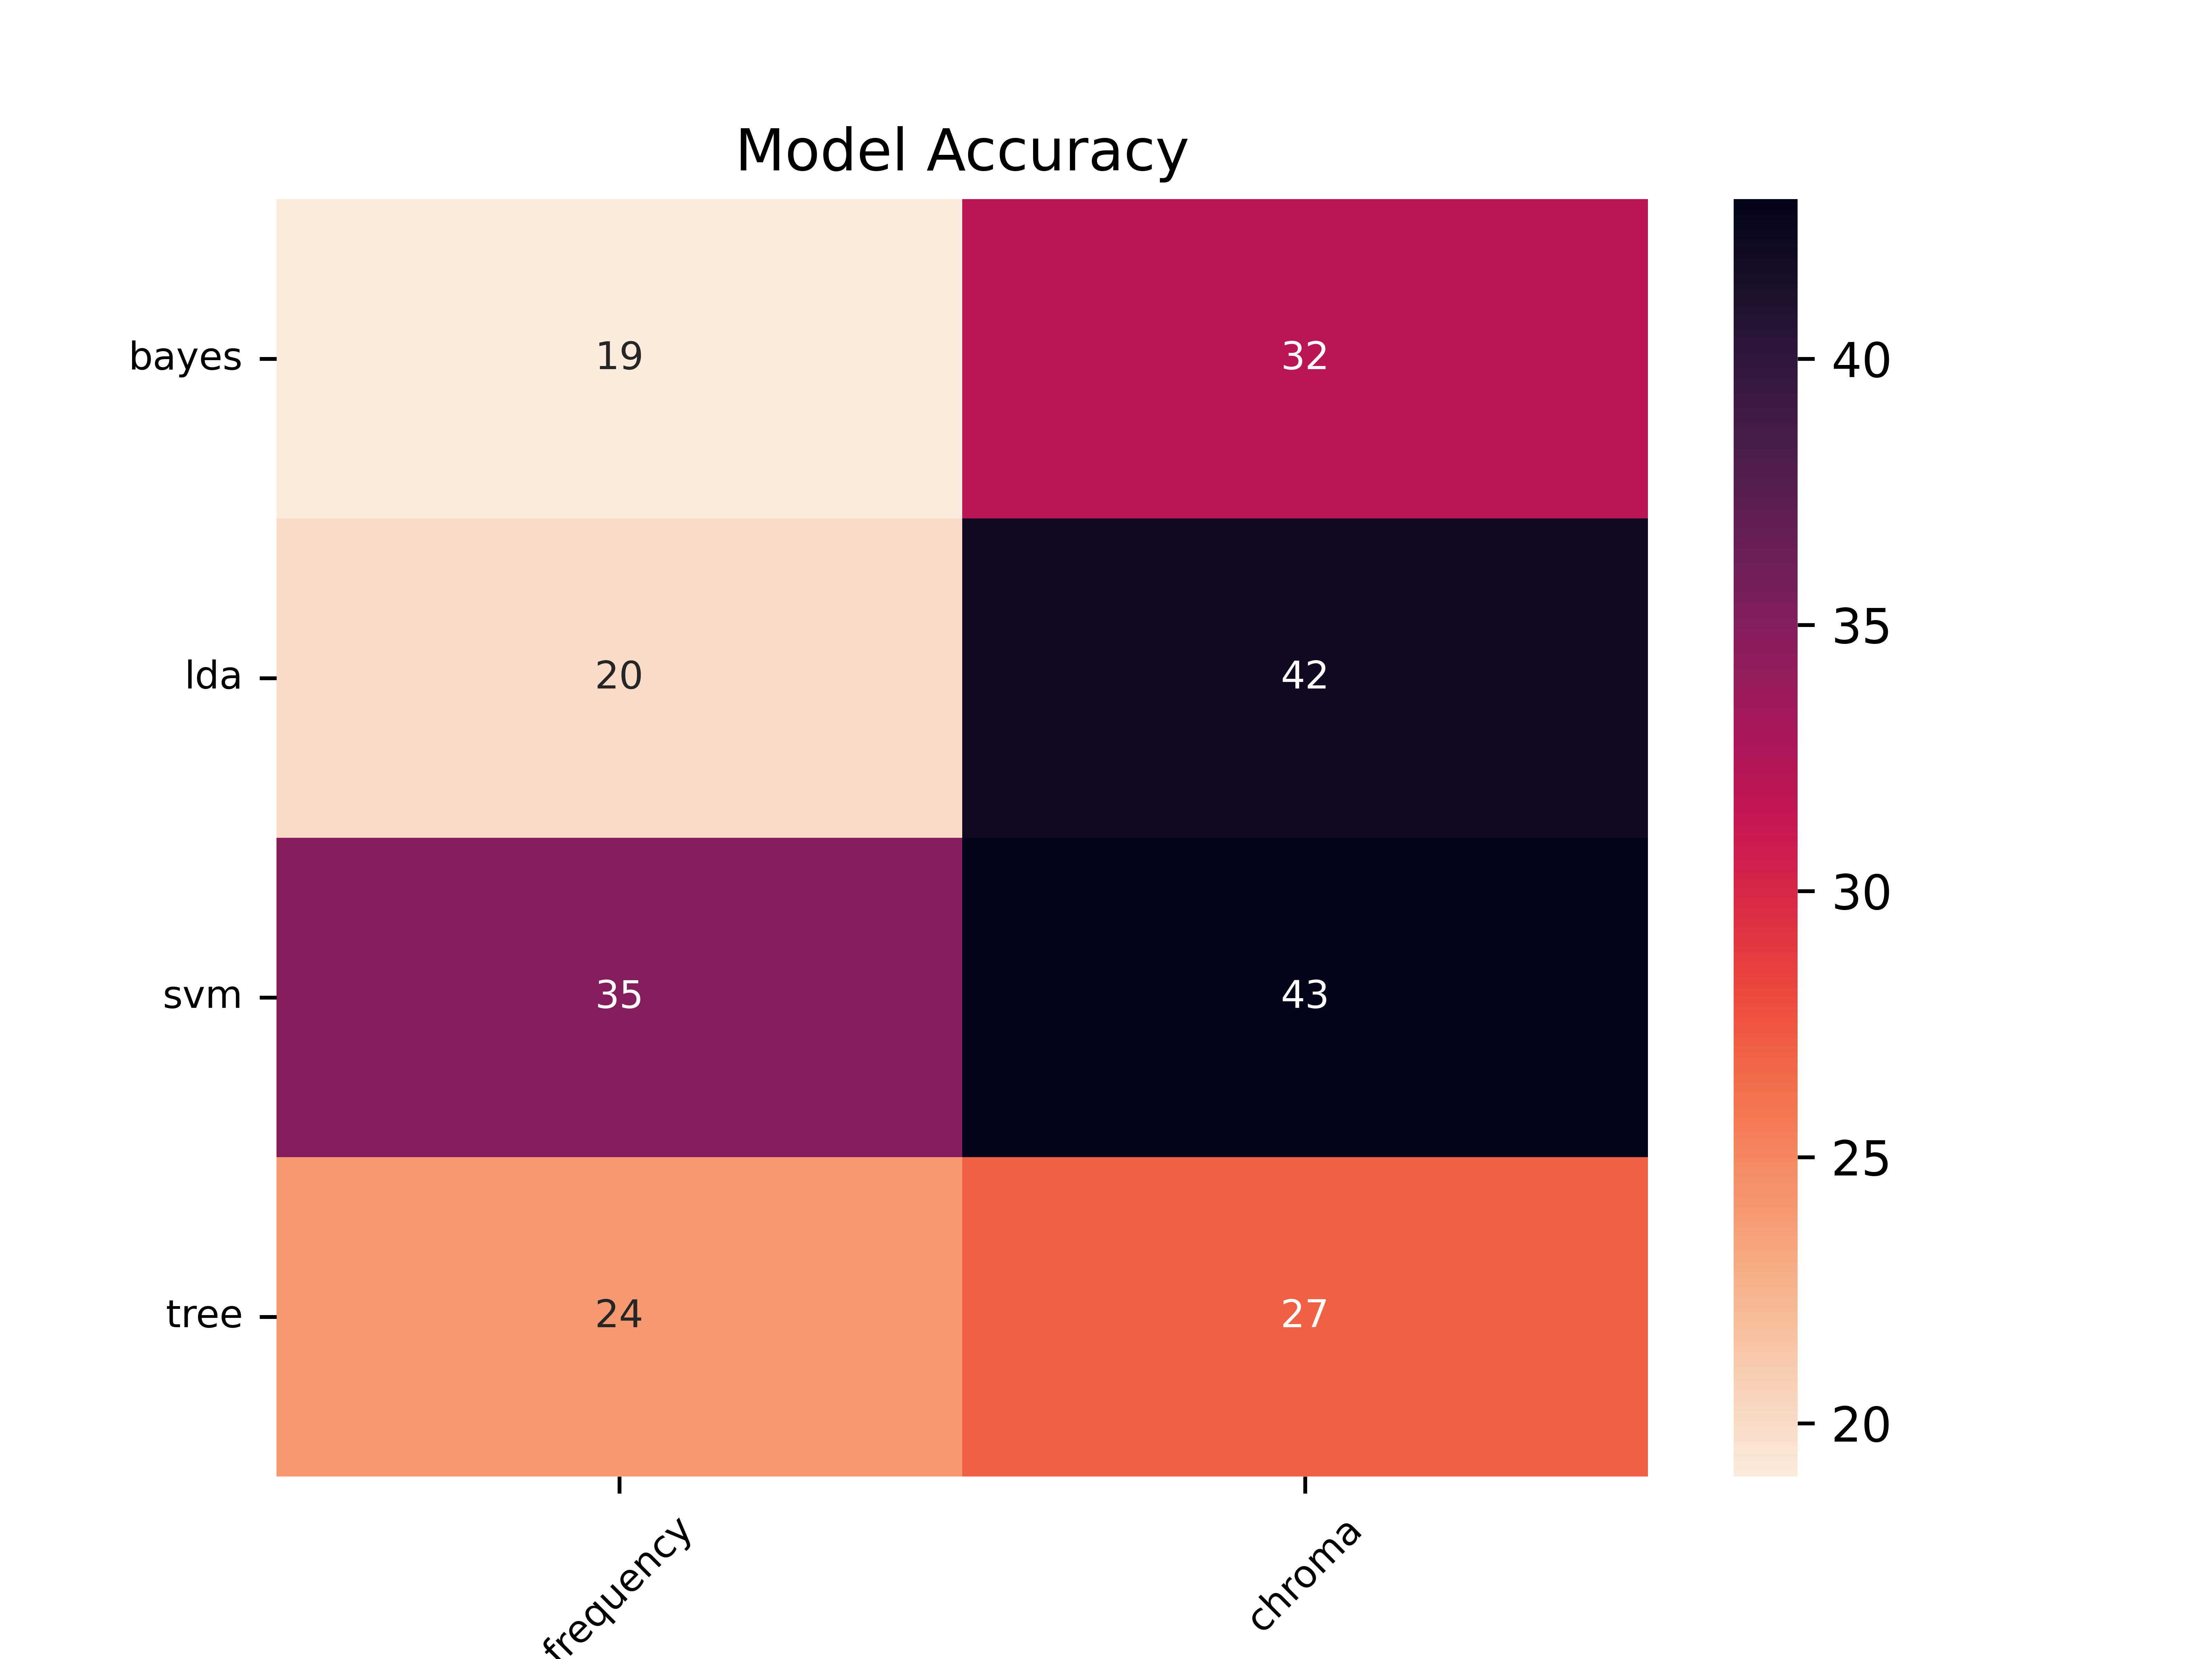 Model Accuracy
bayes 19 32
lda 20 42
svm 35 43
tree 24 27
frequency chroma
40
35
30
25
20